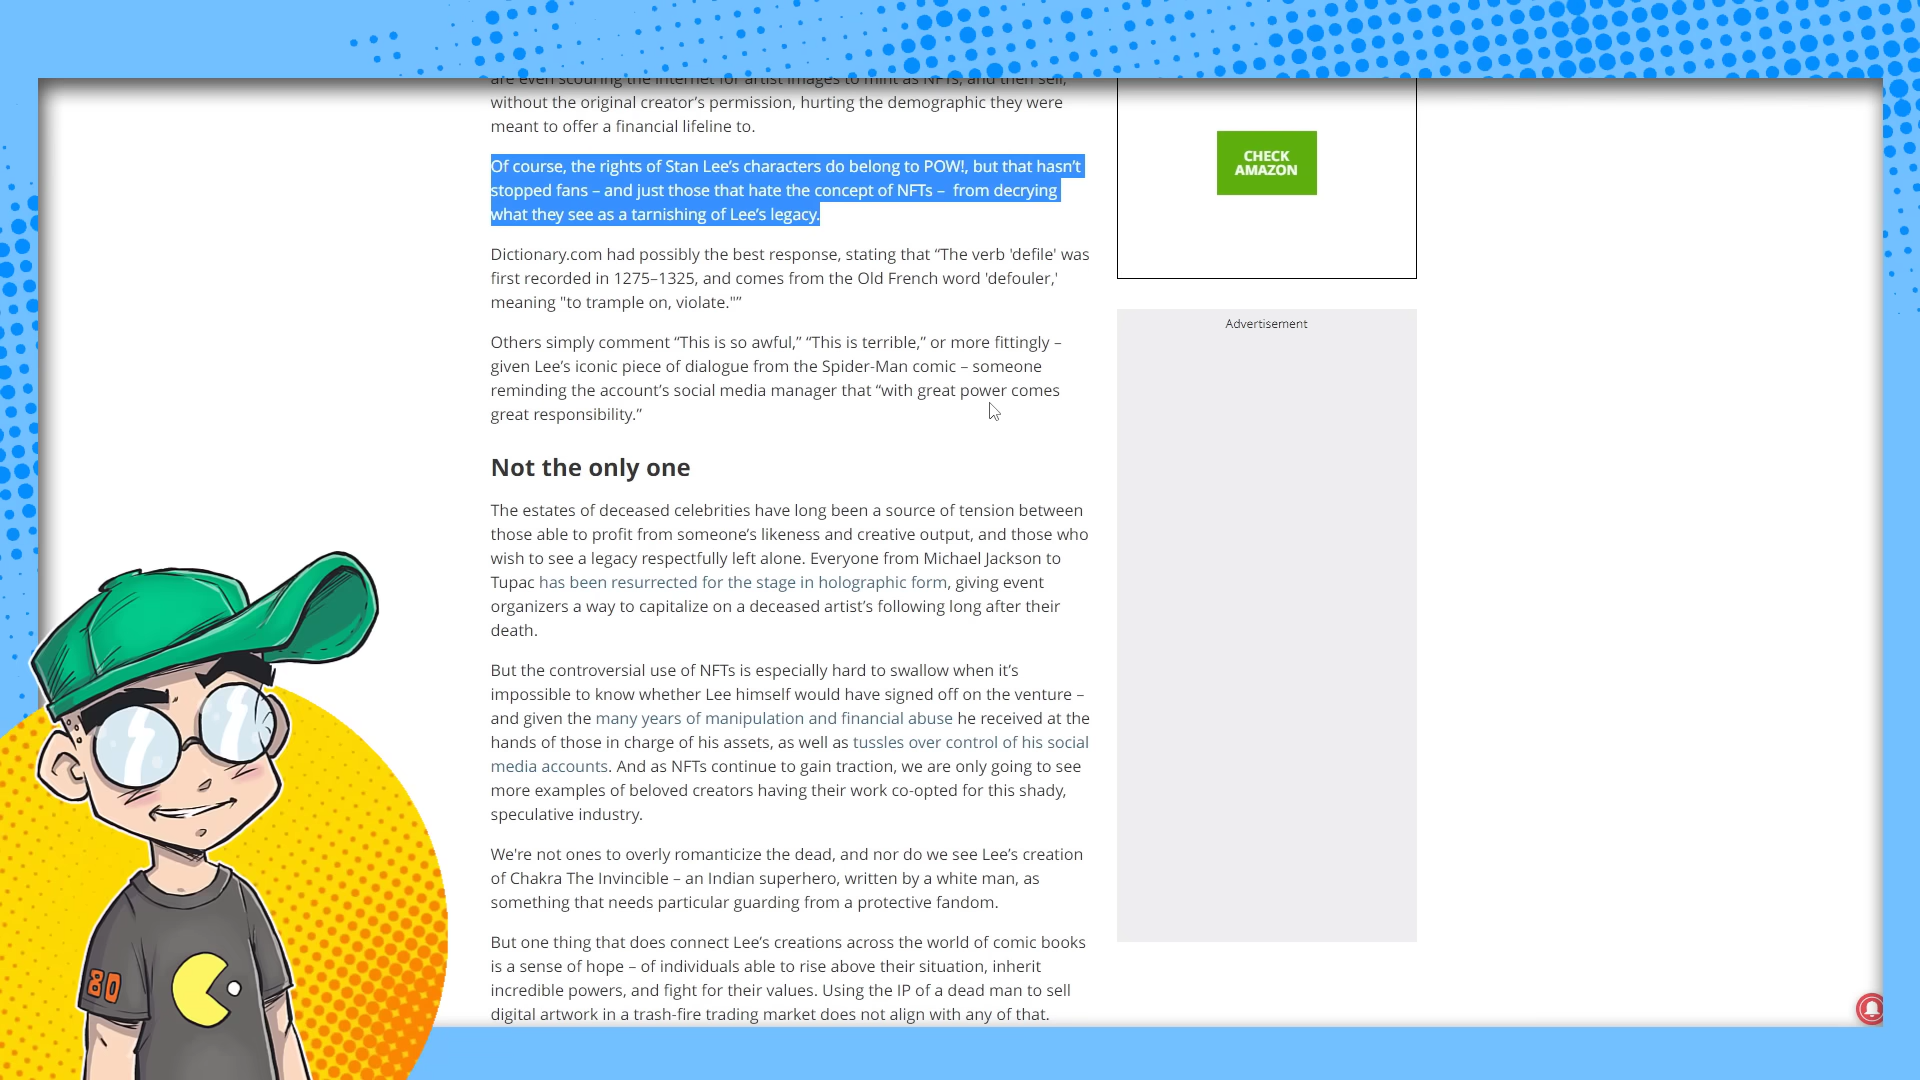 are even scouring the internet for artist images to mint as NFTs, and then sell,
without the original creator’s permission, hurting the demographic they were
meant to offer a financial lifeline to.
Of course, the rights of Stan Lee’s characters do belong to POW!, but that hasn’t
stopped fans – and just those that hate the concept of NFTs –  from decrying
what they see as a tarnishing of Lee’s legacy.
Dictionary.com had possibly the best response, stating that “The verb 'defile' was
first recorded in 1275–1325, and comes from the Old French word 'defouler,'
meaning "to trample on, violate."”
Others simply comment “This is so awful,” “This is terrible,” or more fittingly –
given Lee’s iconic piece of dialogue from the Spider-Man comic – someone
reminding the account’s social media manager that “with great power comes
great responsibility.”
Not the only one
The estates of deceased celebrities have long been a source of tension between
those able to profit from someone’s likeness and creative output, and those who
wish to see a legacy respectfully left alone. Everyone from Michael Jackson to
Tupac has been resurrected for the stage in holographic form, giving event
organizers a way to capitalize on a deceased artist’s following long after their
death.
But the controversial use of NFTs is especially hard to swallow when it’s
impossible to know whether Lee himself would have signed off on the venture –
and given the many years of manipulation and financial abuse he received at the
hands of those in charge of his assets, as well as tussles over control of his social
media accounts. And as NFTs continue to gain traction, we are only going to see
more examples of beloved creators having their work co-opted for this shady,
speculative industry.
We're not ones to overly romanticize the dead, and nor do we see Lee’s creation
of Chakra The Invincible – an Indian superhero, written by a white man, as
something that needs particular guarding from a protective fandom.
But one thing that does connect Lee’s creations across the world of comic books
is a sense of hope – of individuals able to rise above their situation, inherit
incredible powers, and fight for their values. Using the IP of a dead man to sell
digital artwork in a trash-fire trading market does not align with any of that.
CHECK
AMAZON
Advertisement
80